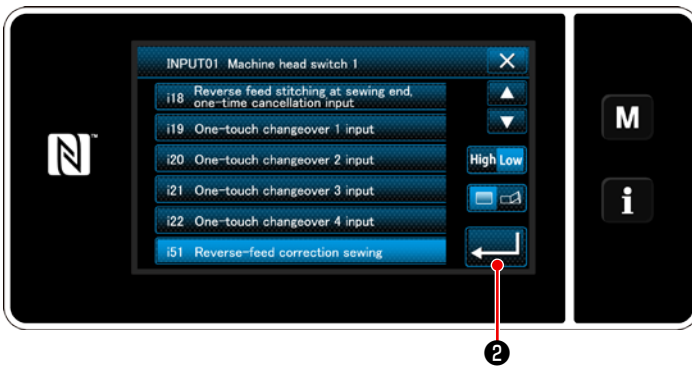 INPUT01 Machine head switch 1
i18 Reverse feed stitching at sewing end,
one-time cancellation input
i19 One-touch changeover 1 input
i20 One-touch changeover 2 input
High Low
i21 One-touch changeover 3 input
i22 One-touch changeover 4 input
i51 Reverse-feed correction sewing
N
M
i
❷